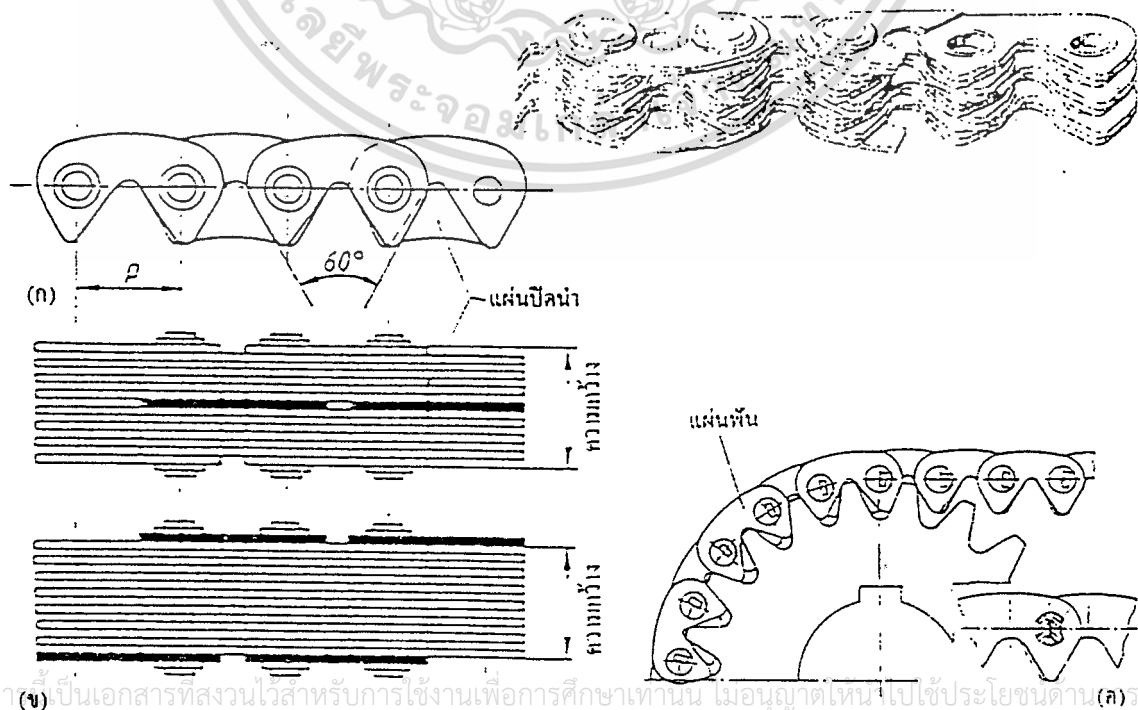 P
60°
(ก)
แผ่นปิดนำ
ความกว้าง
แผ่นฟัน
ความกว้าง
านี้เป็นเอกสารที่สงวนไว้สำหรับการใช้งานเพื่อการศึกษาเท่านั้น ไม่อนุญาตให้นำไปใช้ประโยชน์ด้าน
(ข)
(ค)